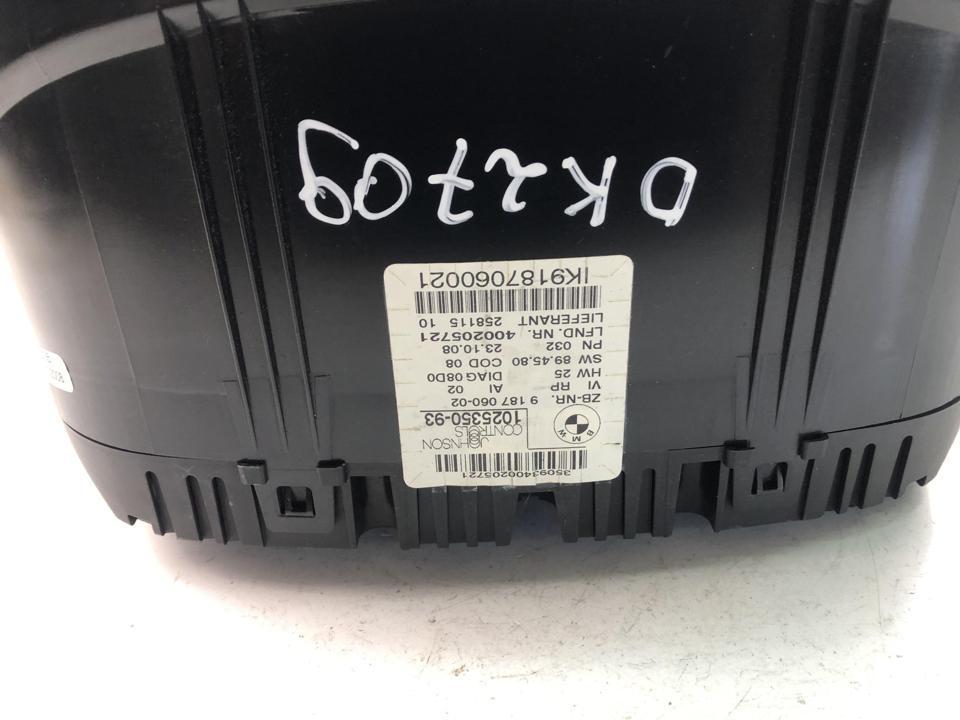 350934400205721
BMW
JOHNSON
CONTROLS
1025350-93
ZB-NR. 9 187 060-02
VI RP AI 02
HW 25 DIAG 08D0
SW 89.45.80 COD 08
PN 032 23.10.08
LFND. NR. 400205721
LIEFERANT 258115 10
IK9187060021
DK2709